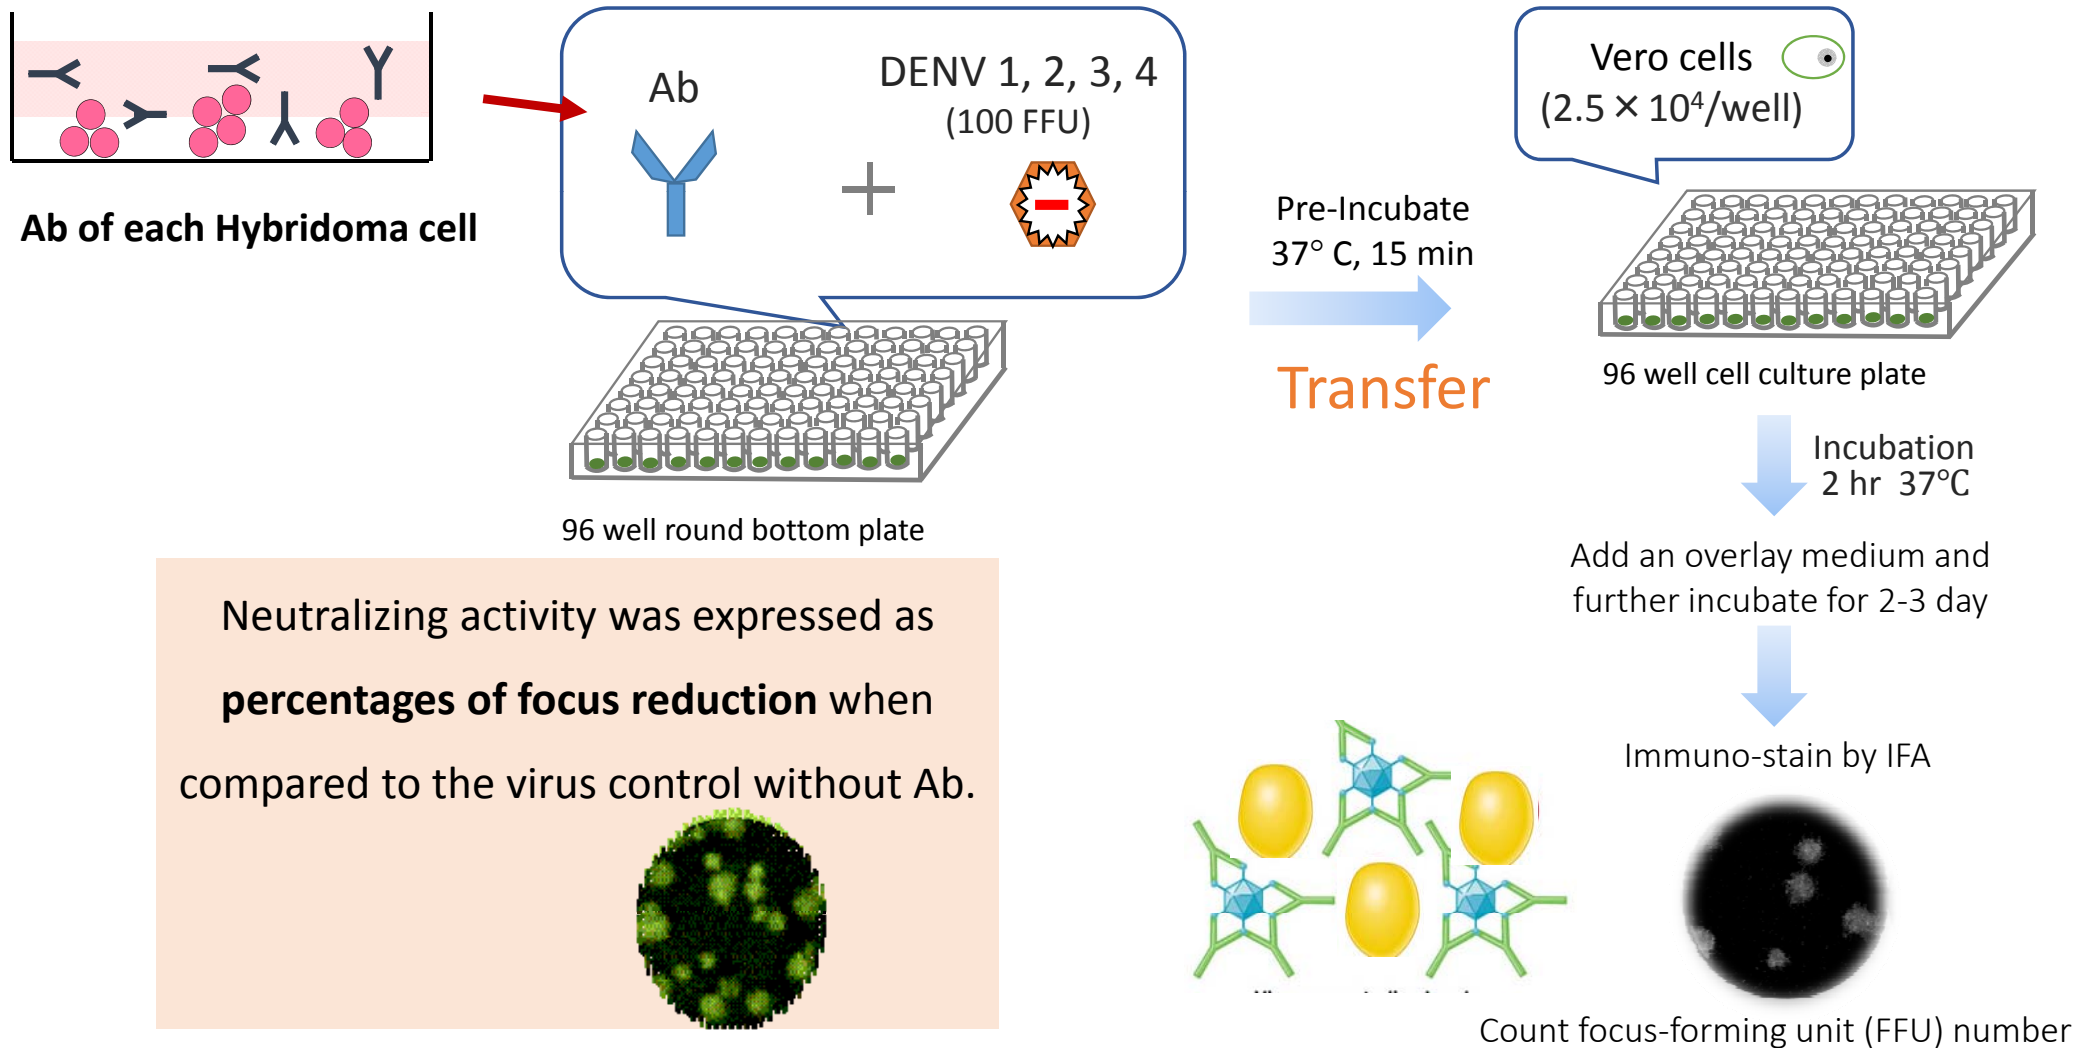 Ab
DENV 1, 2, 3, 4
(100 FFU)
Vero cells
(2.5 × 10⁴/well)
Ab of each Hybridoma cell
Pre-Incubate
37° C, 15 min
Transfer
96 well round bottom plate
96 well cell culture plate
Incubation
2 hr 37°C
Add an overlay medium and
further incubate for 2-3 day
Immuno-stain by IFA
Count focus-forming unit (FFU) number
Neutralizing activity was expressed as
percentages of focus reduction when
compared to the virus control without Ab.